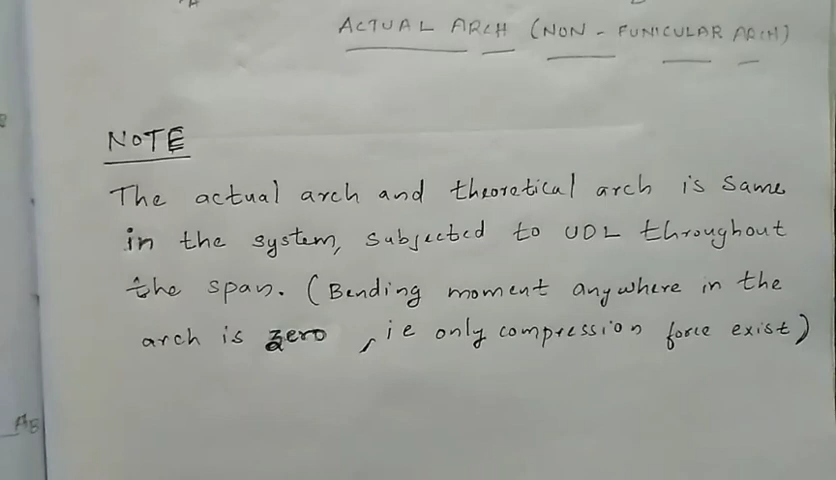 ACTUAL ARCH (NON - FUNICULAR ARCH)
NOTE
The actual arch and theoretical arch is same
in the system, subjected to UDL throughout
the span. (Bending moment anywhere in the
arch is zero, ie only compression force exist)
AB